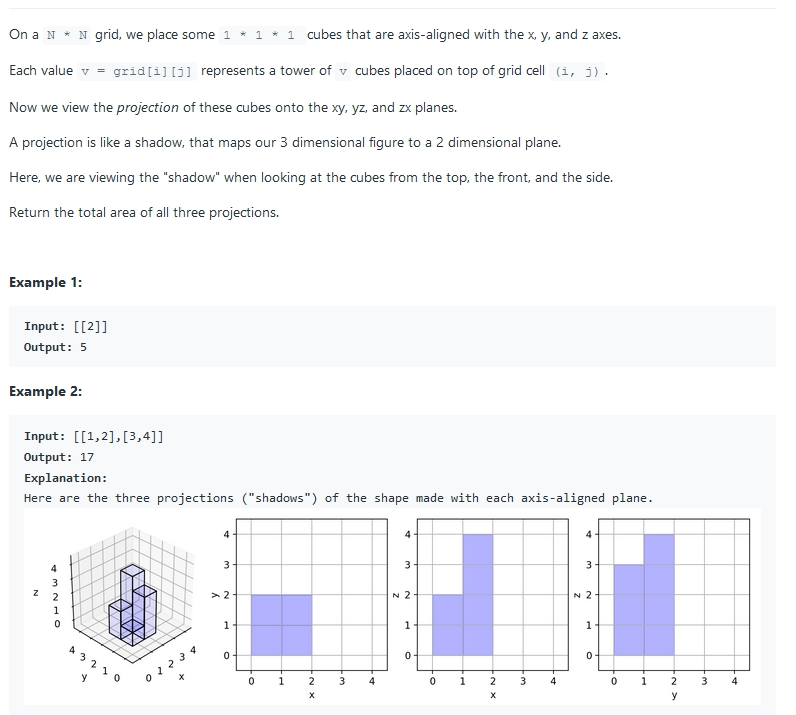 On a N * N grid, we place some 1 * 1 * 1 cubes that are axis-aligned with the x, y, and z axes.
Each value v = grid[i][j] represents a tower of v cubes placed on top of grid cell (i, j).
Now we view the projection of these cubes onto the xy, yz, and zx planes.
A projection is like a shadow, that maps our 3 dimensional figure to a 2 dimensional plane.
Here, we are viewing the "shadow" when looking at the cubes from the top, the front, and the side.
Return the total area of all three projections.
Example 1:
Input: [[2]]
Output: 5
Example 2:
Input: [[1,2],[3,4]]
Output: 17
Explanation:
Here are the three projections ("shadows") of the shape made with each axis-aligned plane.
z
4
3
2
1
0
4
3
2
1
0
y
0
1
2
3
4
x
y
4
3
2
1
0
0 1 2 3 4
x
z
4
3
2
1
0
0 1 2 3 4
x
z
4
3
2
1
0
0 1 2 3 4
y